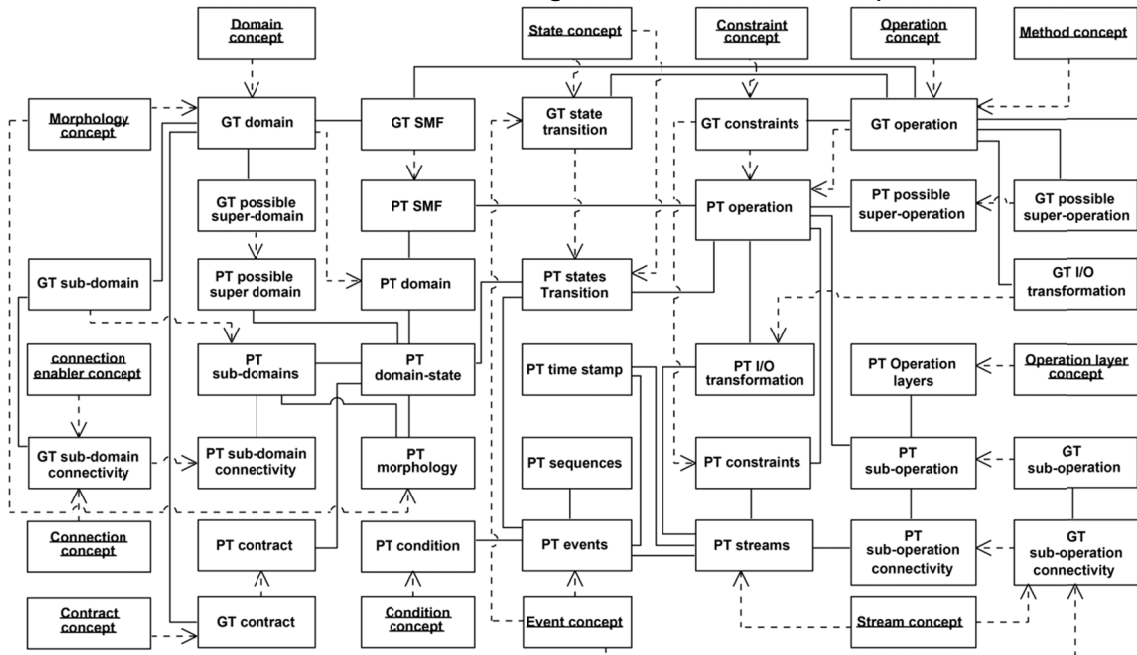 Domain
concept
State concept
Constraint
concept
Operation
concept
Method concept
Morphology
concept
GT domain
GT SMF
GT state
transition
GT constraints
GT operation
GT possible
super-domain
PT SMF
PT operation
PT possible
super-operation
GT possible
super-operation
GT sub-domain
PT possible
super domain
PT domain
PT states
Transition
GT I/O
transformation
connection
enabler concept
PT
sub-domains
PT
domain-state
PT time stamp
PT I/O
transformation
PT Operation
layers
Operation layer
concept
GT sub-domain
connectivity
PT sub-domain
connectivity
PT
morphology
PT sequences
PT constraints
PT
sub-operation
GT
sub-operation
Connection
concept
PT contract
PT condition
PT events
PT streams
PT
sub-operation
connectivity
GT
sub-operation
connectivity
Contract
concept
GT contract
Condition
concept
Event concept
Stream concept